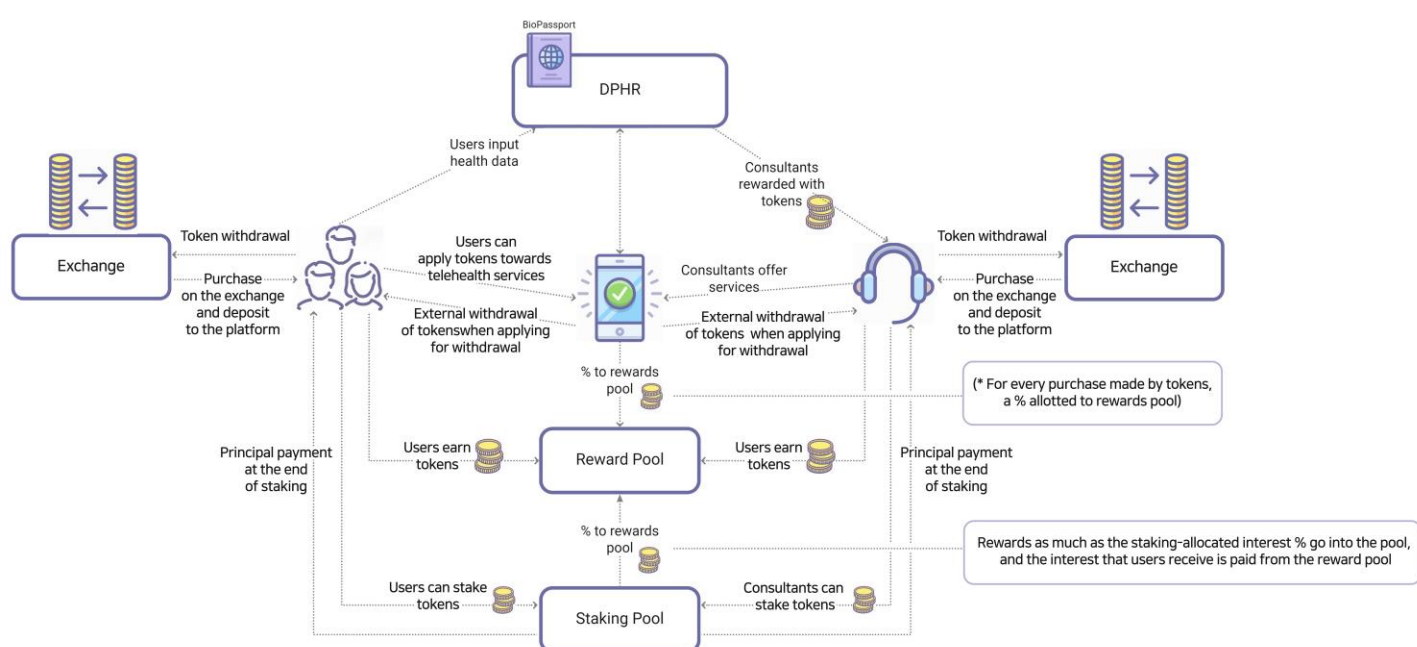 BioPassport
DPHR
Users input
health data
Consultants
rewarded with
tokens
Token withdrawal
Exchange
Purchase
on the exchange
and deposit
to the platform
Users can
apply tokens towards
telehealth services
External withdrawal
of tokenswhen applying
for withdrawal
Consultants offer
services
External withdrawal
of tokens when applying
for withdrawal
Token withdrawal
Exchange
Purchase
on the exchange
and deposit
to the platform
% to rewards
pool
(* For every purchase made by tokens,
a % allotted to rewards pool)
Principal payment
at the end
of staking
Users earn
tokens
Reward Pool
Users earn
tokens
Principal payment
at the end
of staking
% to rewards
pool
Rewards as much as the staking-allocated interest % go into the pool,
and the interest that users receive is paid from the reward pool
Users can stake
tokens
Staking Pool
Consultants can
stake tokens